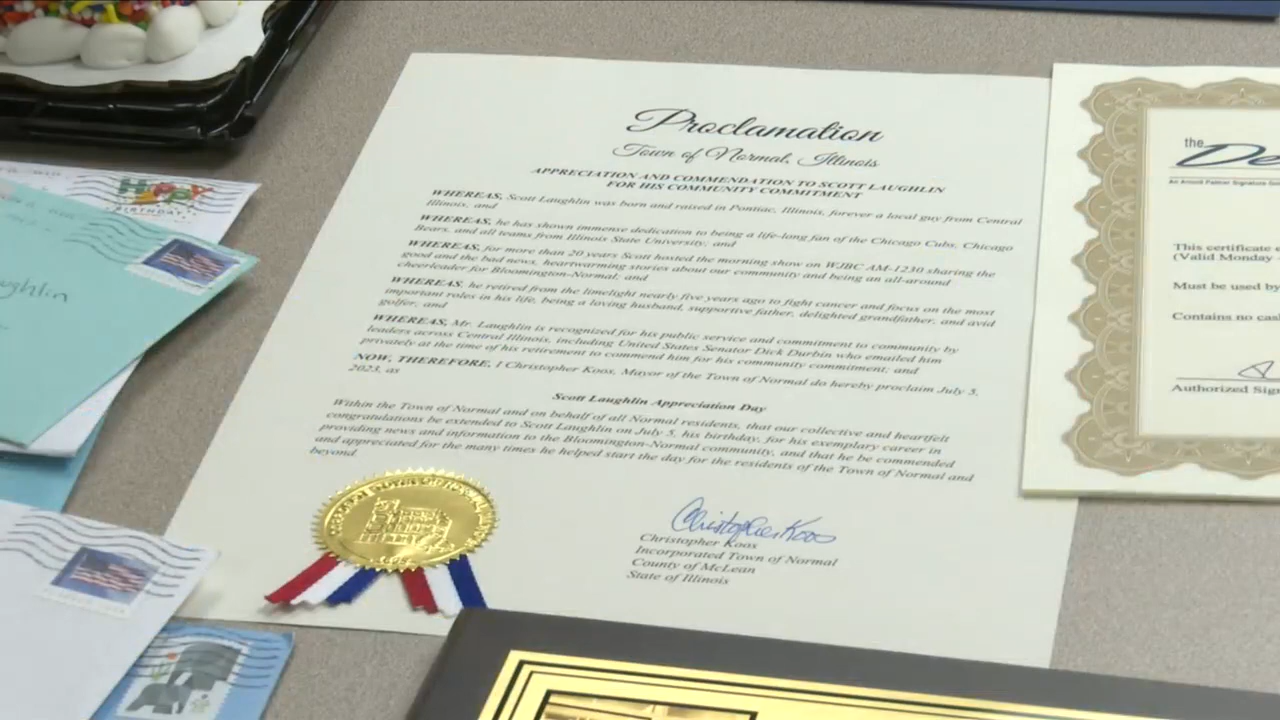 Proclamation
Town of Normal, Illinois
APPRECIATION AND COMMENDATION TO SCOTT LAUGHLIN
FOR HIS COMMUNITY COMMITMENT
WHEREAS, Scott Laughlin was born and raised in Pontiac, Illinois, forever a local guy from Central
Illinois, and
WHEREAS, he has shown immense dedication to being a life-long fan of the Chicago Cubs, Chicago
Bears, and all teams from Illinois State University; and
WHEREAS, for more than 20 years Scott hosted the morning show on WJBC AM-1230 sharing the
good and the bad news, heartwarming stories about our community and being an all-around
cheerleader for Bloomington-Normal; and
WHEREAS, he retired from the limelight nearly five years ago to fight cancer and focus on the most
important roles in his life, being a loving husband, supportive father, delighted grandfather, and avid
golfer, and
WHEREAS, Mr. Laughlin is recognized for his public service and commitment to community by
leaders across Central Illinois, including United States Senator Dick Durbin who emailed him
privately at the time of his retirement to commend him for his community commitment; and
NOW, THEREFORE, I Christopher Koos, Mayor of the Town of Normal do hereby proclaim July 5,
2023, as
Scott Laughlin Appreciation Day
Within the Town of Normal and on behalf of all Normal residents, that our collective and heartfelt
congratulations be extended to Scott Laughlin on July 5, his birthday, for his exemplary career in
providing news and information to the Bloomington-Normal community, and that he be commended
and appreciated for the many times he helped start the day for the residents of the Town of Normal and
beyond.
Christopher Koos
Christopher Koos
Incorporated Town of Normal
County of McLean
State of Illinois
the
De
This certificate
(Valid Monday -
Must be used by
Contains no cas
Authorized Sign
HAPPY
BIRTHDAY
ughlin